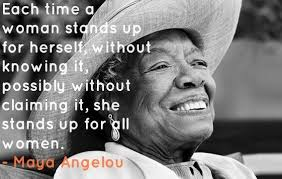 Each time a
woman stands up
for herself, without
knowing it,
possibly without
claiming it, she
stands up for all
women.
- Maya Angelou